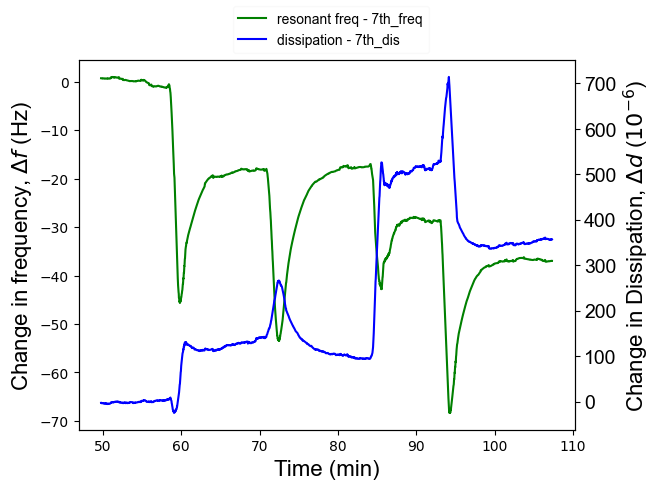 resonant freq - 7th_freq
dissipation - 7th_dis
Change in frequency, Δf (Hz)
0
−10
−20
−30
−40
−50
−60
−70
700
600
500
400
300
200
100
0
Change in Dissipation, Δd (10⁻⁶)
50 60 70 80 90 100 110
Time (min)